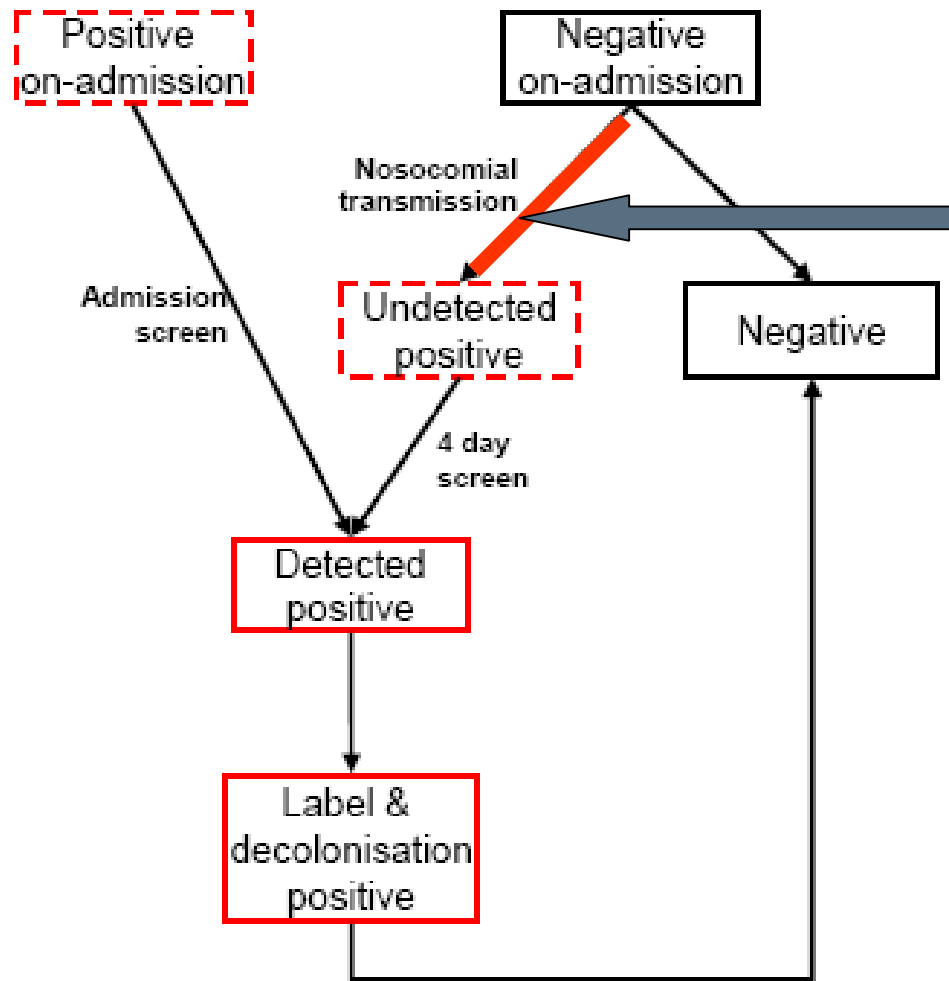 Positive
on-admission
Negative
on-admission
Nosocomial
transmission
Admission
screen
Undetected
positive
Negative
4 day
screen
Detected
positive
Label &
decolonisation
positive